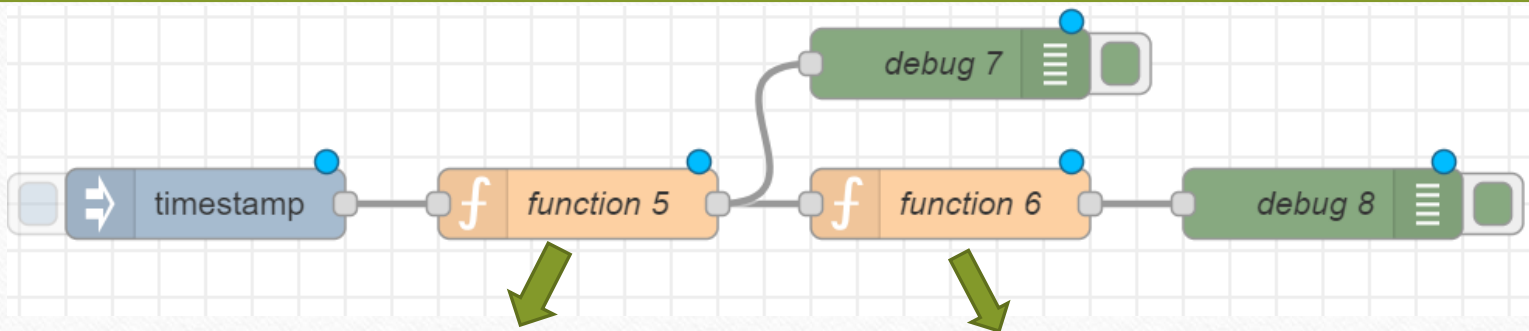 debug 7
timestamp
function 5
function 6
debug 8